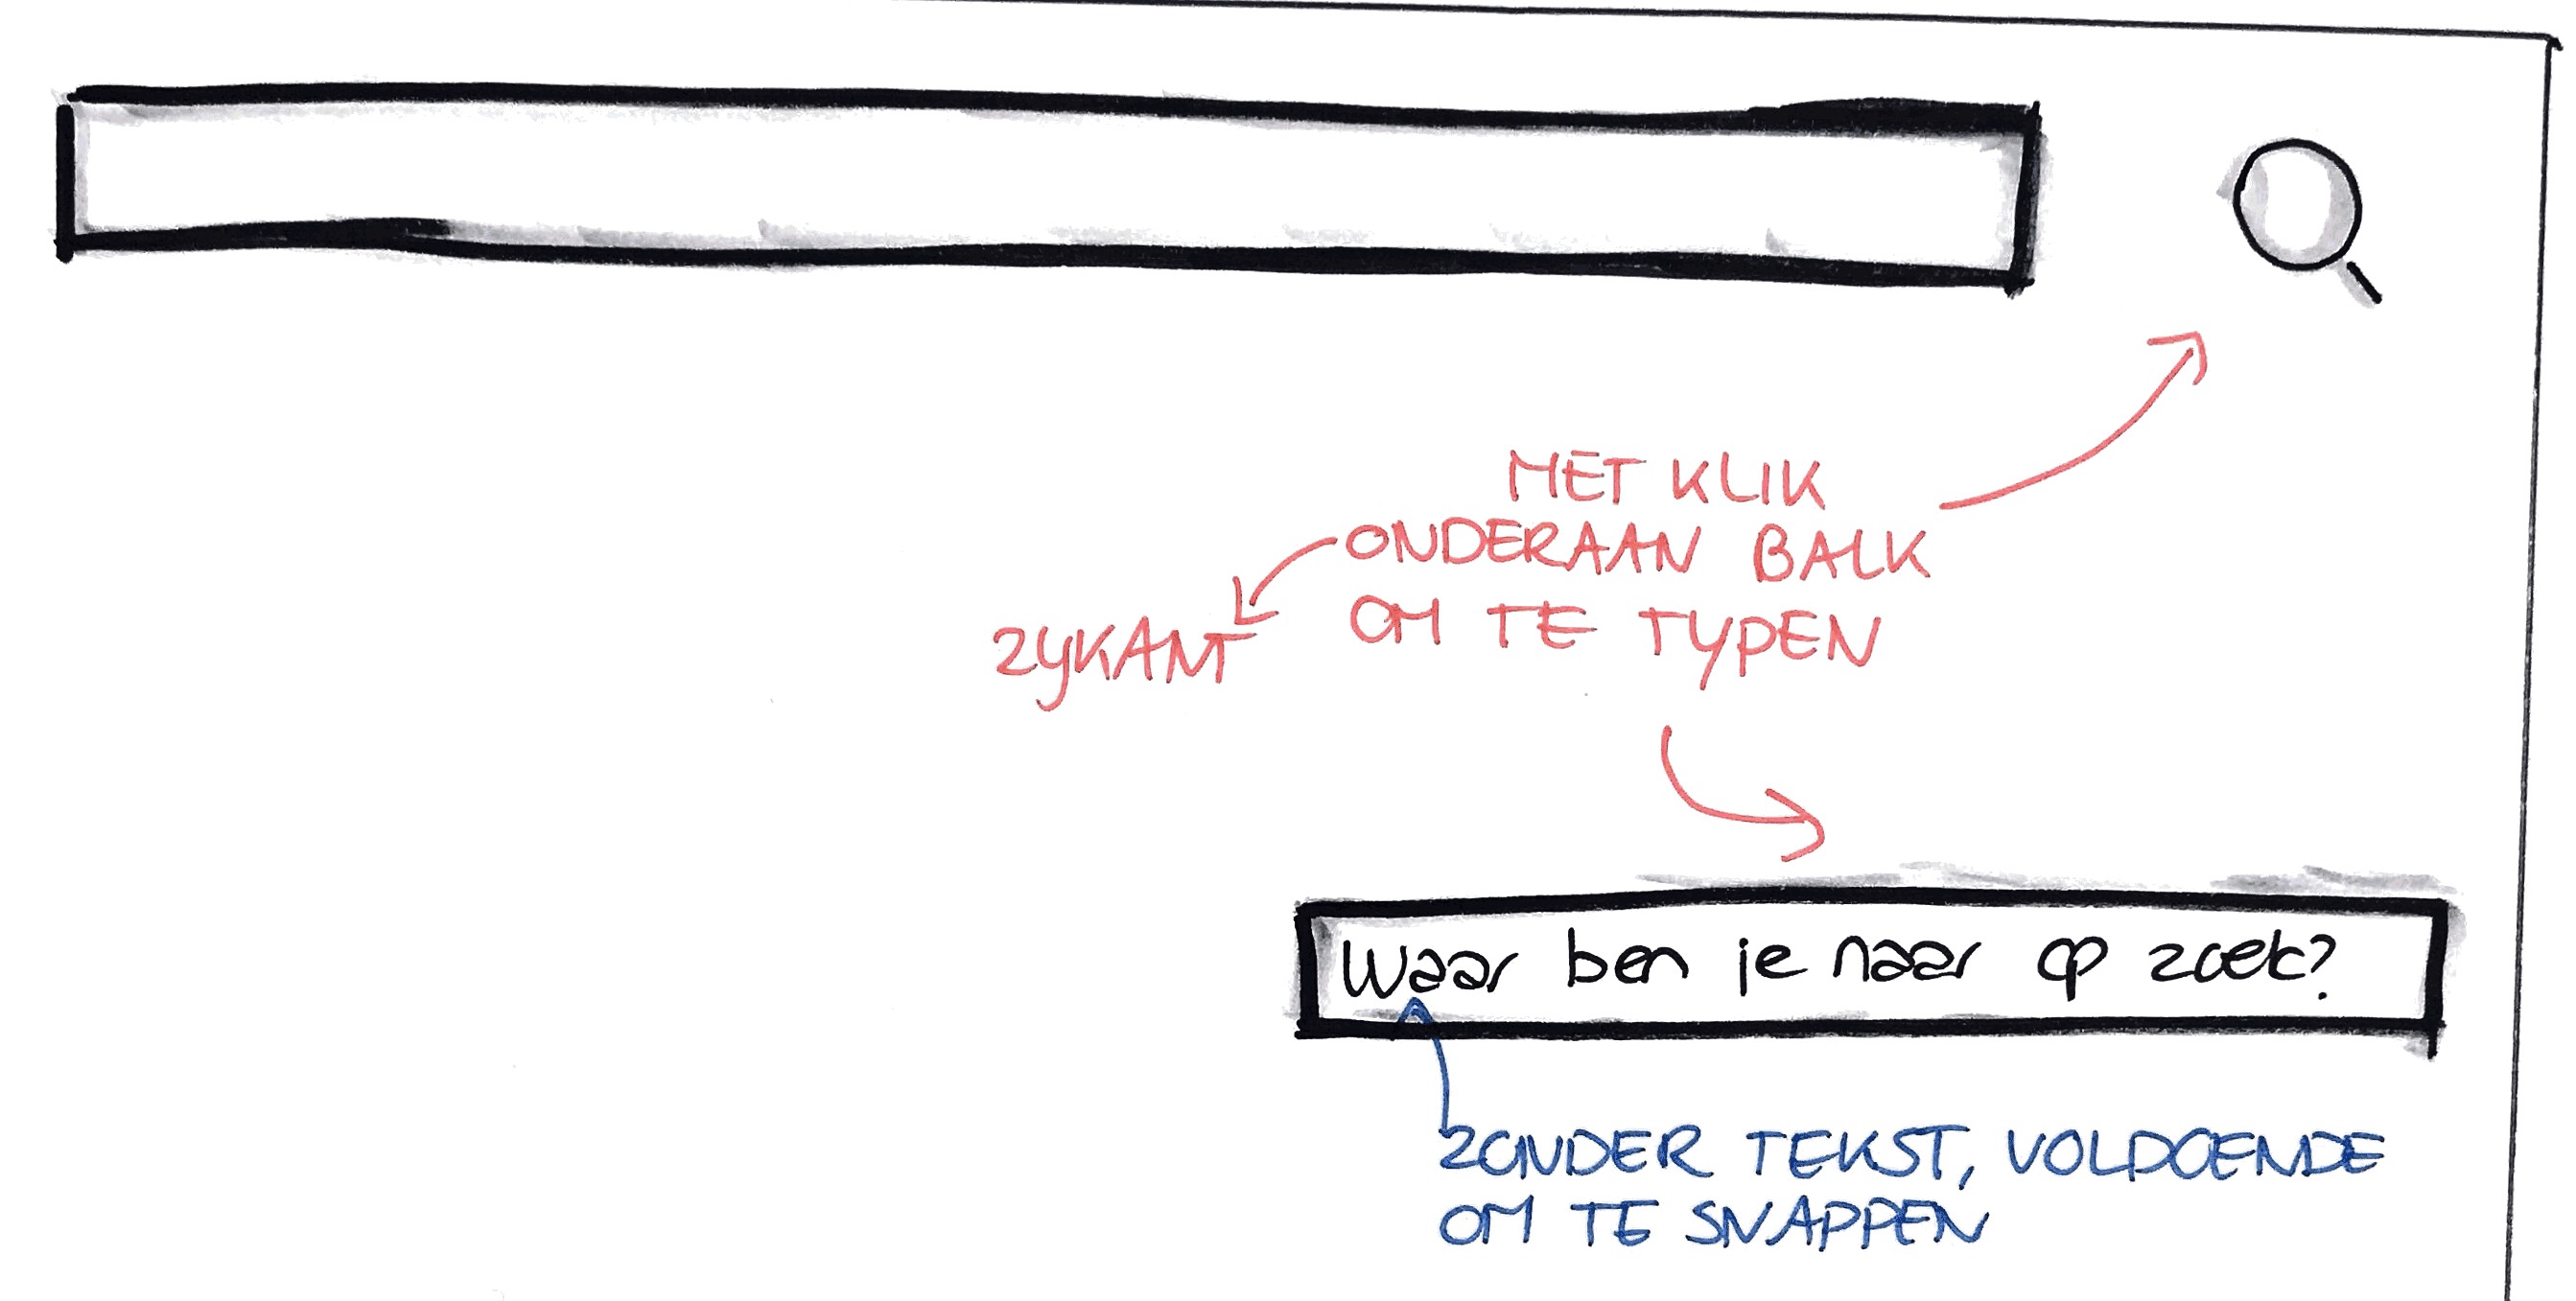 MET KLIK
ONDERAAN BALK
OM TE TYPEN
ZYKANT
Waar ben je naar op zoek?
ZONDER TEKST, VOLDOENDE
OM TE SNAPPEN